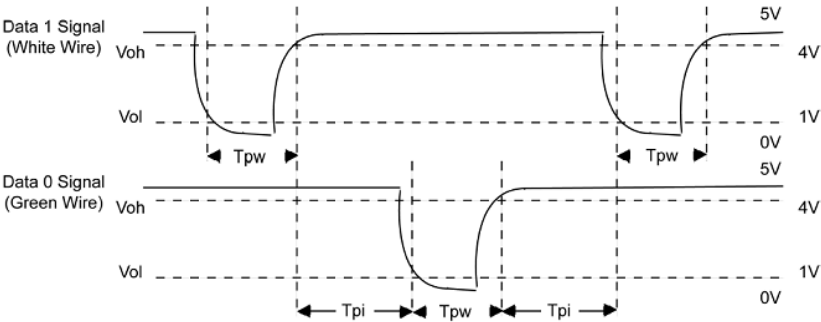 Data 1 Signal
(White Wire)
5V
Voh
4V
Vol
1V
0V
Tpw
Tpw
Data 0 Signal
(Green Wire)
5V
Voh
4V
Vol
1V
0V
Tpi
Tpw
Tpi